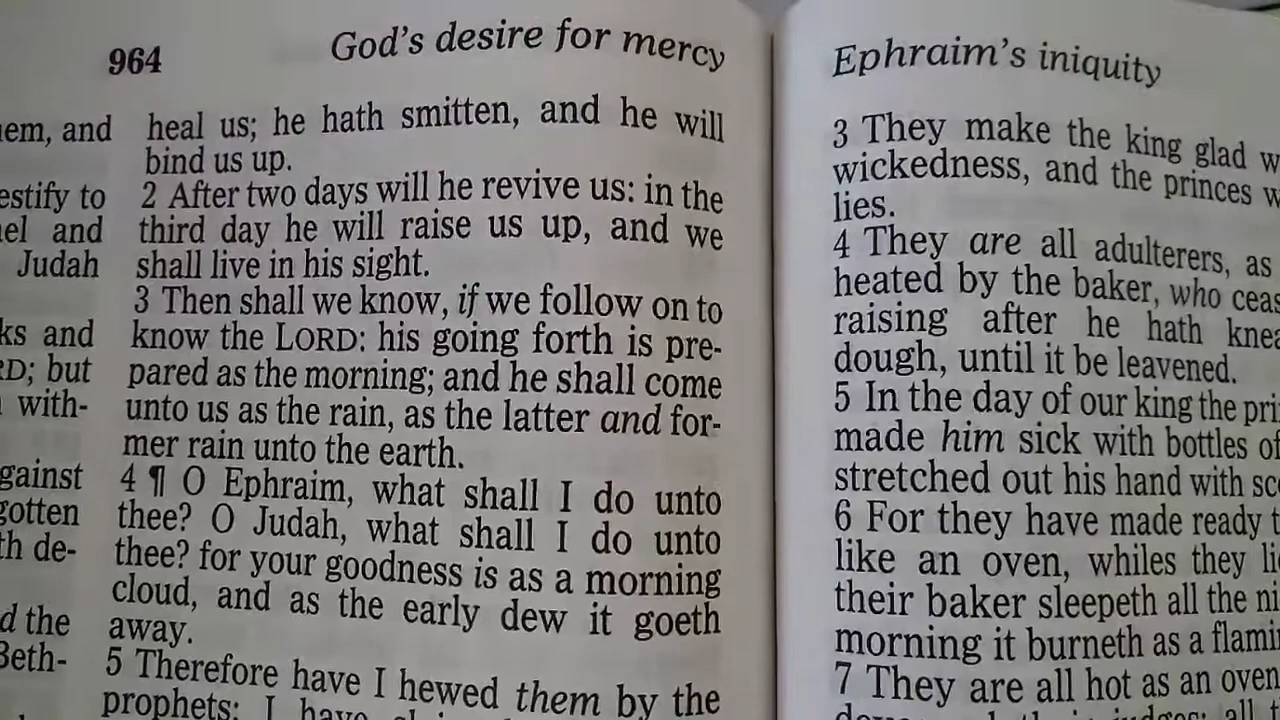 964
God's desire for mercy
em, and
estify to
el and
Judah
ks and
RD; but
with-
gainst
gotten
th de-
d the
Beth-
heal us; he hath smitten, and he will
bind us up.
2 After two days will he revive us: in the
third day he will raise us up, and we
shall live in his sight.
3 Then shall we know, if we follow on to
know the LORD: his going forth is pre-
pared as the morning; and he shall come
unto us as the rain, as the latter and for-
mer rain unto the earth.
4 ¶ O Ephraim, what shall I do unto
thee? O Judah, what shall I do unto
thee? for your goodness is as a morning
cloud, and as the early dew it goeth
away.
5 Therefore have I hewed them by the
prophets: I have
Ephraim's iniquity
3 They make the king glad w
wickedness, and the princes w
lies.
4 They are all adulterers, as
heated by the baker, who ceas
raising after he hath knea
dough, until it be leavened.
5 In the day of our king the pri
made him sick with bottles of
stretched out his hand with sc
6 For they have made ready t
like an oven, whiles they li
their baker sleepeth all the ni
morning it burneth as a flami
7 They are all hot as an oven